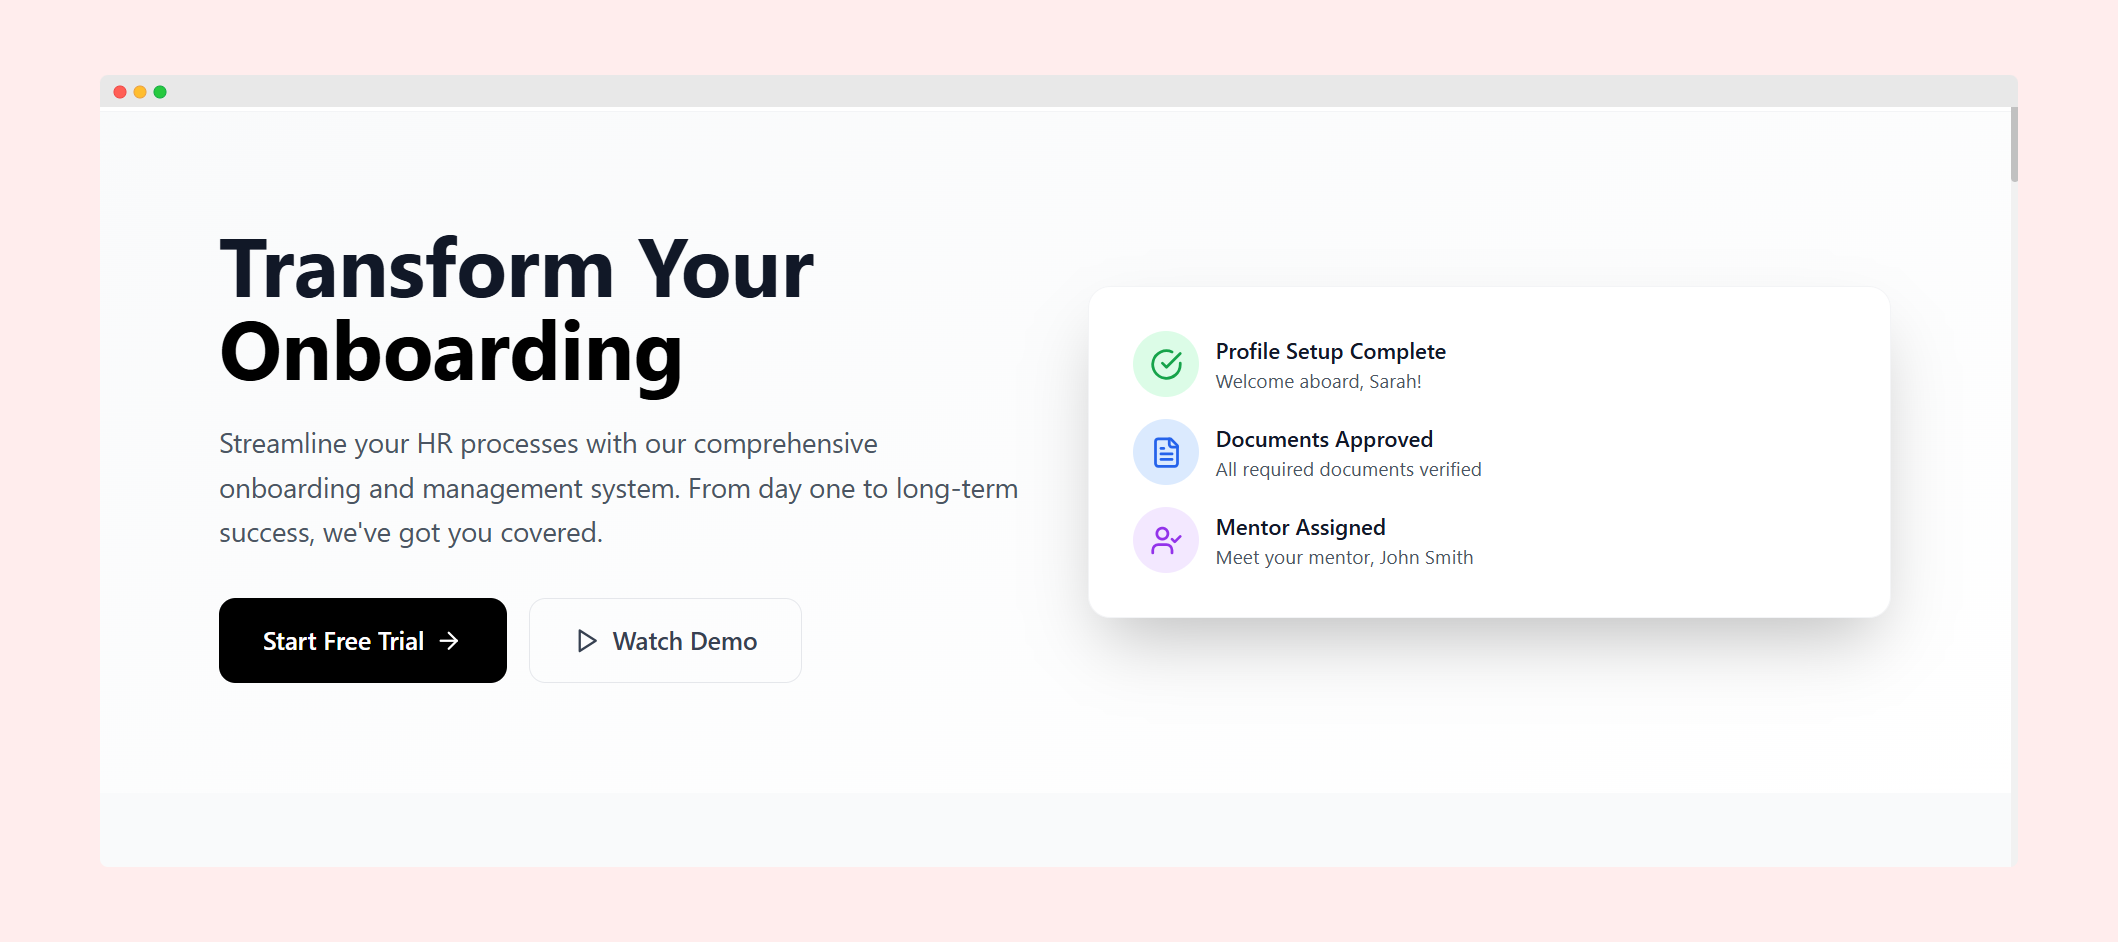 Transform Your
Onboarding
Streamline your HR processes with our comprehensive
onboarding and management system. From day one to long-term
success, we've got you covered.
Start Free Trial →
Watch Demo
Profile Setup Complete
Welcome aboard, Sarah!
Documents Approved
All required documents verified
Mentor Assigned
Meet your mentor, John Smith